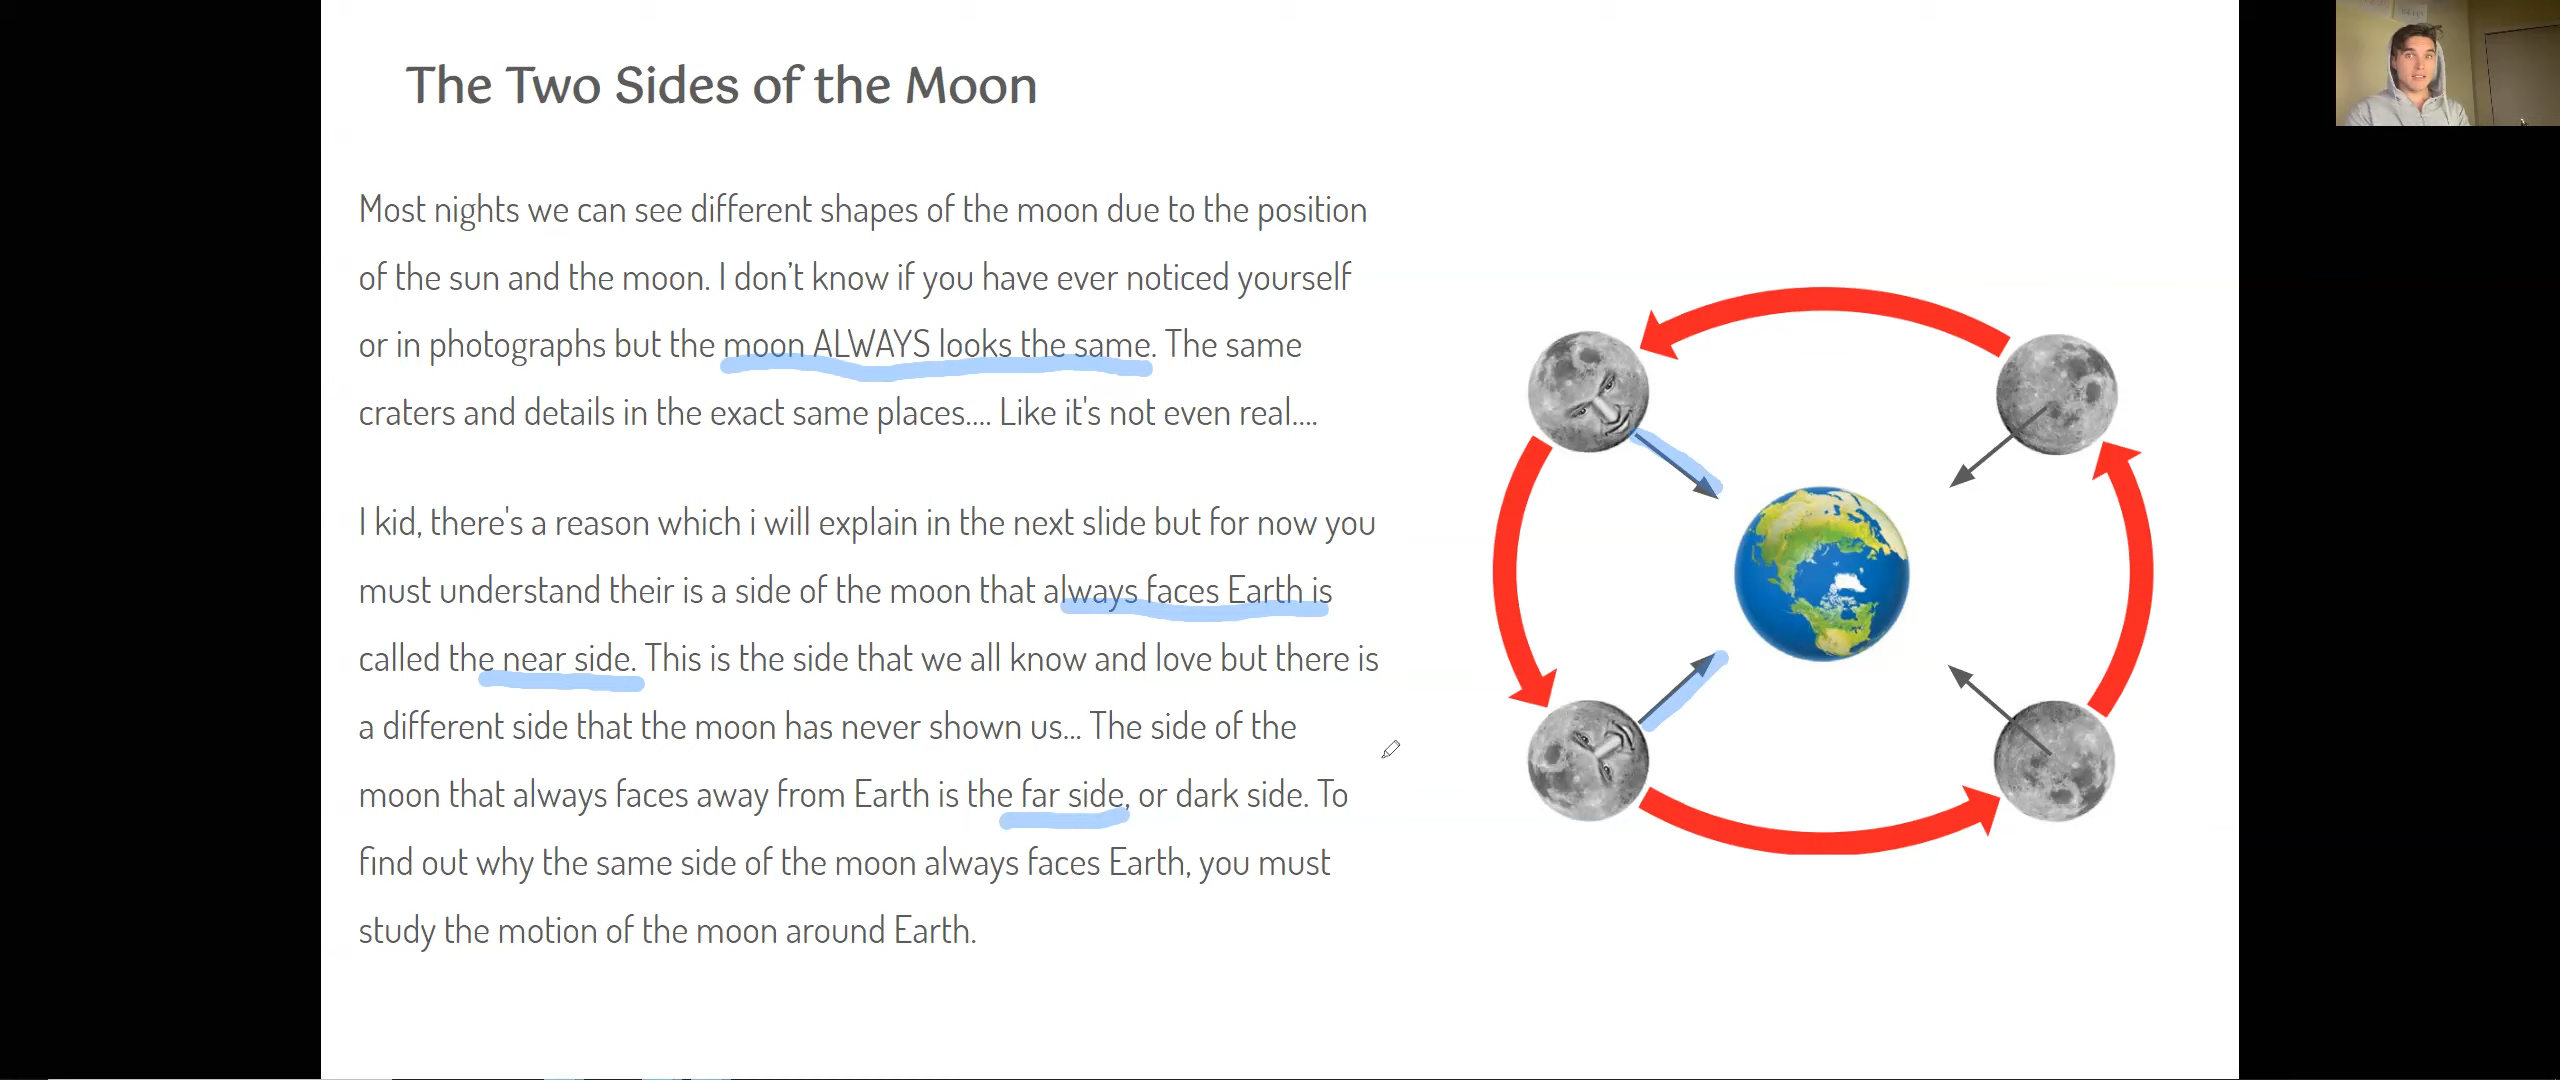 The Two Sides of the Moon
Most nights we can see different shapes of the moon due to the position
of the sun and the moon. I don’t know if you have ever noticed yourself
or in photographs but the moon ALWAYS looks the same. The same
craters and details in the exact same places.... Like it's not even real....
I kid, there's a reason which i will explain in the next slide but for now you
must understand their is a side of the moon that always faces Earth is
called the near side. This is the side that we all know and love but there is
a different side that the moon has never shown us... The side of the
moon that always faces away from Earth is the far side, or dark side. To
find out why the same side of the moon always faces Earth, you must
study the motion of the moon around Earth.